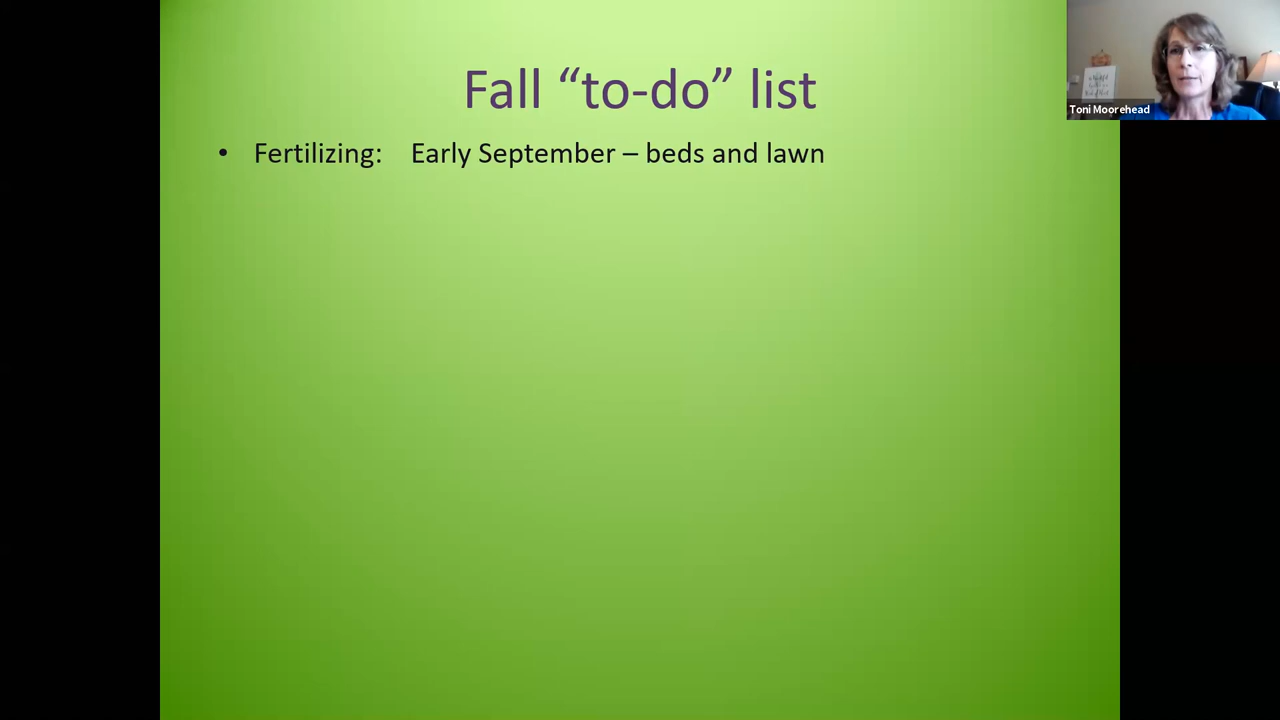 Fall “to-do” list
• Fertilizing: Early September – beds and lawn
Toni Moorehead